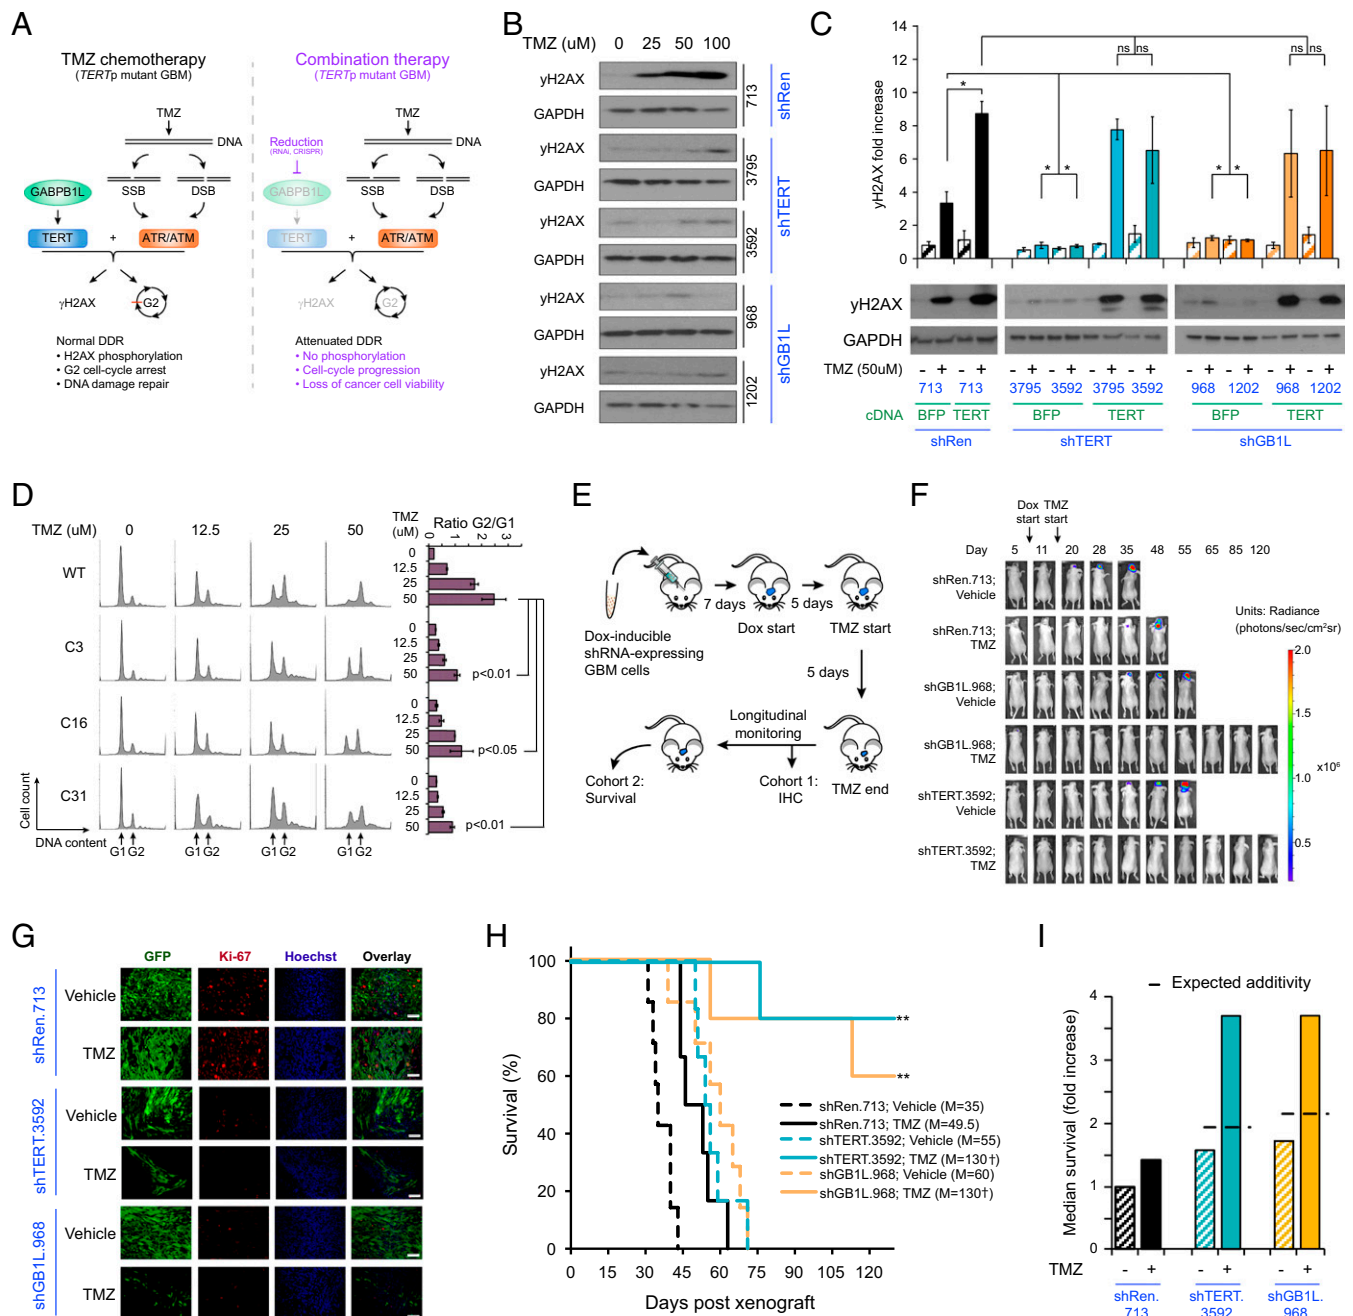 A
TMZ chemotherapy
(TERTp mutant GBM)
TMZ
DNA
GABPB1L
SSB
DSB
TERT
+
ATR/ATM
γH2AX
G2
Normal DDR
• H2AX phosphorylation
• G2 cell-cycle arrest
• DNA damage repair
Combination therapy
(TERTp mutant GBM)
TMZ
Reduction
(RNAi, CRISPR)
DNA
GABPB1L
SSB
DSB
TERT
+
ATR/ATM
γH2AX
G2
Attenuated DDR
• No phosphorylation
• Cell-cycle progression
• Loss of cancer cell viability
B
TMZ (uM) 0 25 50 100
yH2AX
GAPDH
713
shRen
yH2AX
GAPDH
3795
yH2AX
GAPDH
3592
shTERT
yH2AX
GAPDH
968
yH2AX
GAPDH
1202
shGB1L
C
yH2AX fold increase
14
12
10
8
6
4
2
0
*
* *
* *
ns ns
ns ns
yH2AX
GAPDH
TMZ (50uM) - + - + - + - + - + - + - + - + - + - +
713 713 3795 3592 3795 3592 968 1202 968 1202
cDNA BFP TERT BFP TERT BFP TERT
shRen shTERT shGB1L
D
TMZ (uM) 0 12.5 25 50
WT
C3
C16
C31
Cell count
DNA content
G1 G2 G1 G2 G1 G2 G1 G2
TMZ (uM)
Ratio G2/G1
0 1 2 3
0
12.5
25
50
0
12.5
25
50 p<0.01
0
12.5
25
50 p<0.05
0
12.5
25
50 p<0.01
E
Dox-inducible
shRNA-expressing
GBM cells
7 days
Dox start
5 days
TMZ start
5 days
TMZ end
Longitudinal
monitoring
Cohort 1:
IHC
Cohort 2:
Survival
F
Dox start
TMZ start
Day 5 11 20 28 35 48 55 65 85 120
shRen.713;
Vehicle
shRen.713;
TMZ
shGB1L.968;
Vehicle
shGB1L.968;
TMZ
shTERT.3592;
Vehicle
shTERT.3592;
TMZ
Units: Radiance
(photons/sec/cm²sr)
2.0
1.5
x10⁶
1.0
0.5
G
GFP Ki-67 Hoechst Overlay
shRen.713
Vehicle
TMZ
shTERT.3592
Vehicle
TMZ
shGB1L.968
Vehicle
TMZ
H
Survival (%)
100
80
60
40
20
0
**
**
shRen.713; Vehicle (M=35)
shRen.713; TMZ (M=49.5)
shTERT.3592; Vehicle (M=55)
shTERT.3592; TMZ (M=130†)
shGB1L.968; Vehicle (M=60)
shGB1L.968; TMZ (M=130†)
0 15 30 45 60 75 90 105 120
Days post xenograft
I
Expected additivity
Median survival (fold increase)
4
3
2
1
0
TMZ - + - + - +
shRen.
713
shTERT.
3592
shGB1L.
968